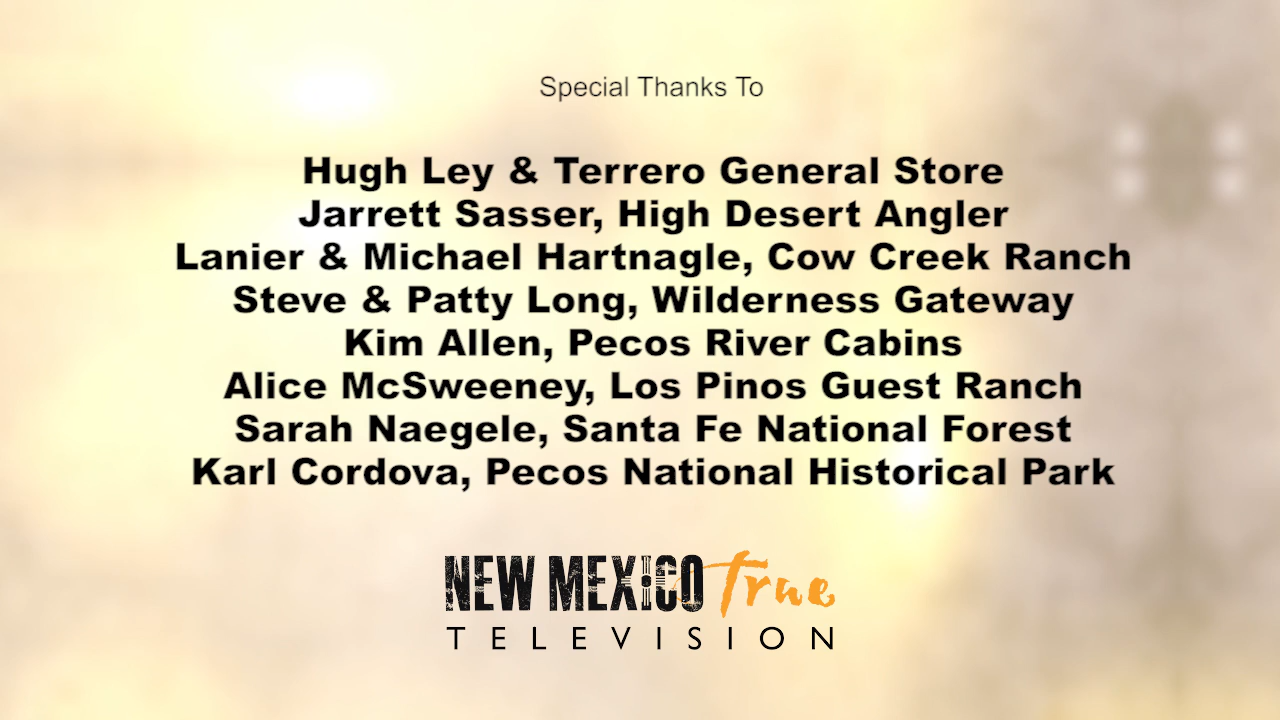 Special Thanks To
Hugh Ley & Terrero General Store
Jarrett Sasser, High Desert Angler
Lanier & Michael Hartnagle, Cow Creek Ranch
Steve & Patty Long, Wilderness Gateway
Kim Allen, Pecos River Cabins
Alice McSweeney, Los Pinos Guest Ranch
Sarah Naegele, Santa Fe National Forest
Karl Cordova, Pecos National Historical Park
NEW MEXICO True
TELEVISION